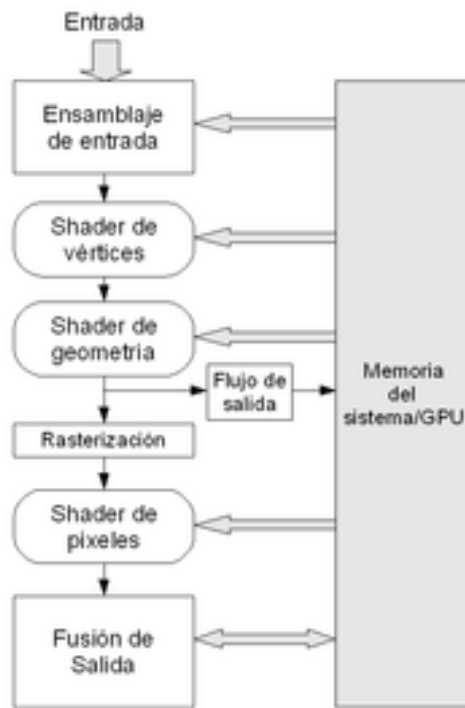 Entrada
Ensamblaje
de entrada
Shader de
vértices
Shader de
geometria
Flujo de
salida
Memoria
del
sistema/GPU
Rasterización
Shader de
pixeles
Fusión de
Salida